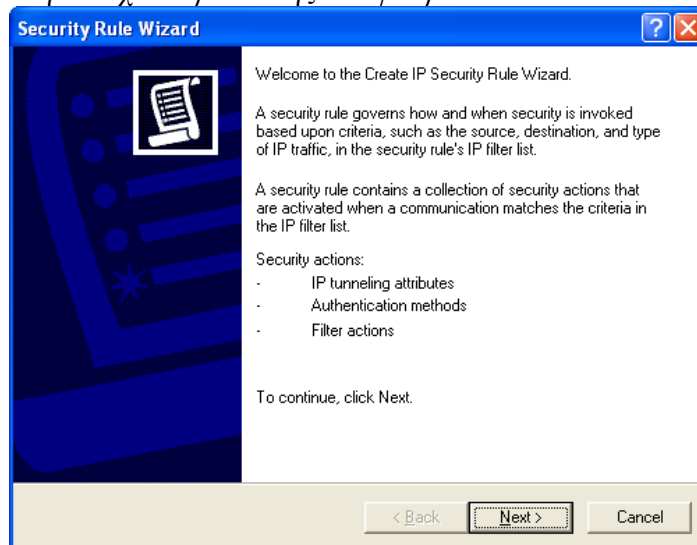 Security Rule Wizard
Welcome to the Create IP Security Rule Wizard.
A security rule governs how and when security is invoked
based upon criteria, such as the source, destination, and type
of IP traffic, in the security rule's IP filter list.
A security rule contains a collection of security actions that
are activated when a communication matches the criteria in
the IP filter list.
Security actions:
- IP tunneling attributes
- Authentication methods
- Filter actions
To continue, click Next.
< Back Next > Cancel